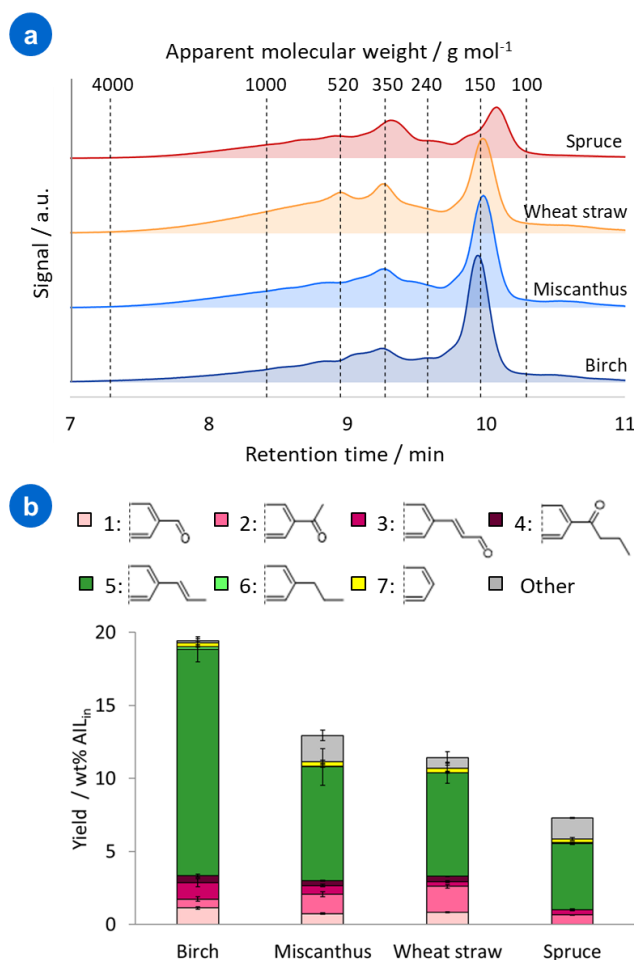 a
Apparent molecular weight / g mol⁻¹
4000 1000 520 350 240 150 100
Spruce
Wheat straw
Miscanthus
Birch
Signal / a.u.
7 8 9 10 11
Retention time / min
b
1: O 2: O 3: O 4: O
5: 6: 7: Other
20
15
10
5
0
Yield / wt% AILin
Birch Miscanthus Wheat straw Spruce